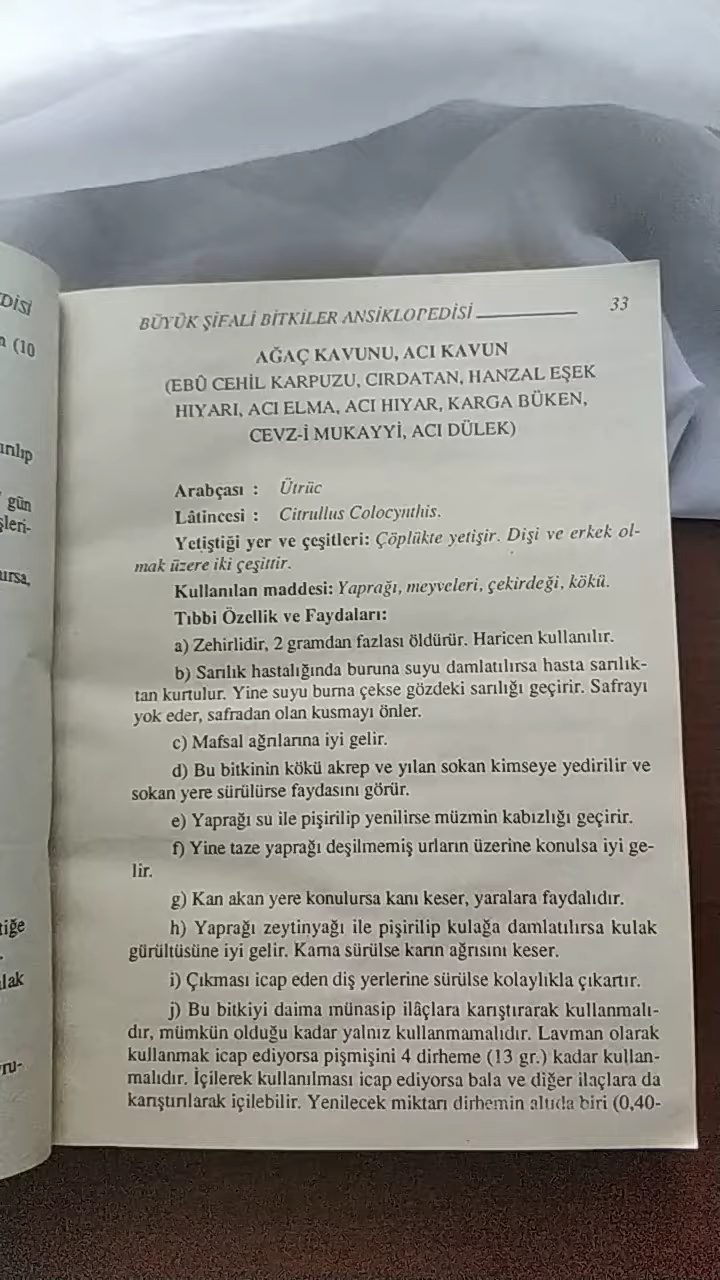 DİSİ
(10
gün
ursa,
tiğe
BÜYÜK ŞİFALİ BİTKİLER ANSİKLOPEDİSİ 33
AĞAÇ KAVUNU, ACI KAVUN
(EBÛ CEHİL KARPUZU, CIRDATAN, HANZAL EŞEK
HIYARI, ACI ELMA, ACI HIYAR, KARGA BÜKEN,
CEVZ-İ MUKAYYİ, ACI DÜLEK)
Arabçası : Ütrüc
Lâtincesi : Citrullus Colocynthis.
Yetiştiği yer ve çeşitleri: Çöplükte yetişir. Dişi ve erkek ol-
mak üzere iki çeşittir.
Kullanılan maddesi: Yaprağı, meyveleri, çekirdeği, kökü.
Tıbbi Özellik ve Faydaları:
a) Zehirlidir, 2 gramdan fazlası öldürür. Haricen kullanılır.
b) Sarılık hastalığında buruna suyu damlatılırsa hasta sarılık-
tan kurtulur. Yine suyu burna çekse gözdeki sarılığı geçirir. Safrayı
yok eder, safradan olan kusmayı önler.
c) Mafsal ağrılarına iyi gelir.
d) Bu bitkinin kökü akrep ve yılan sokan kimseye yedirilir ve
sokan yere sürülürse faydasını görür.
e) Yaprağı su ile pişirilip yenilirse müzmin kabızlığı geçirir.
f) Yine taze yaprağı deşilmemiş urların üzerine konulsa iyi ge-
lir.
g) Kan akan yere konulursa kanı keser, yaralara faydalıdır.
h) Yaprağı zeytinyağı ile pişirilip kulağa damlatılırsa kulak
gürültüsüne iyi gelir. Karna sürülse karın ağrısını keser.
i) Çıkması icap eden diş yerlerine sürülse kolaylıkla çıkartır.
j) Bu bitkiyi daima münasip ilâçlara karıştırarak kullanmalı-
dır, mümkün olduğu kadar yalnız kullanmamalıdır. Lavman olarak
kullanmak icap ediyorsa pişmişini 4 dirheme (13 gr.) kadar kullan-
malıdır. İçilerek kullanılması icap ediyorsa bala ve diğer ilaçlara da
karıştırılarak içilebilir. Yenilecek miktarı dirhemin altıda biri (0,40-